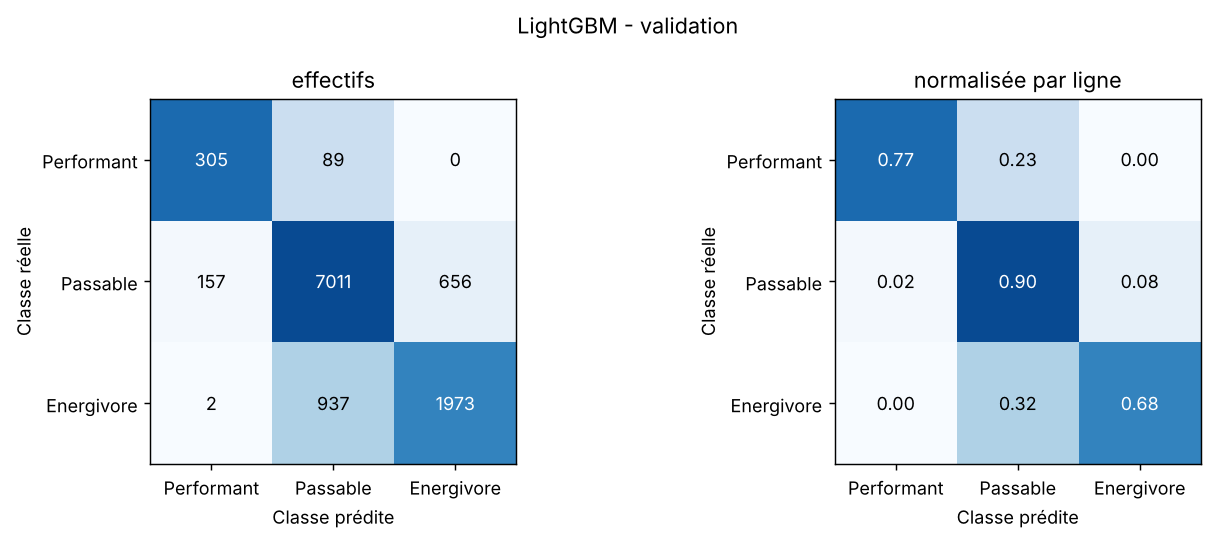 LightGBM - validation
effectifs
Classe réelle
Performant 305 89 0
Passable 157 7011 656
Energivore 2 937 1973
Performant Passable Energivore
Classe prédite
normalisée par ligne
Classe réelle
Performant 0.77 0.23 0.00
Passable 0.02 0.90 0.08
Energivore 0.00 0.32 0.68
Performant Passable Energivore
Classe prédite